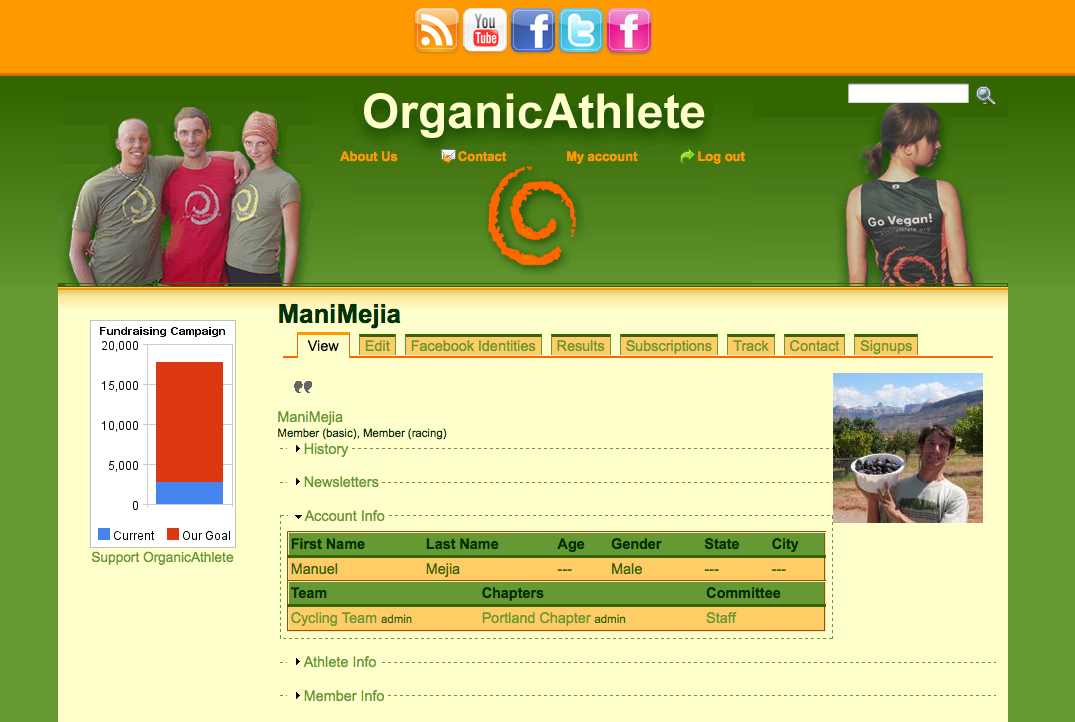 You
Tube
f
t
f
OrganicAthlete
About Us Contact My account Log out
Go Vegan!
organicathlete.org
ManiMejia
View Edit Facebook Identities Results Subscriptions Track Contact Signups
Fundraising Campaign
20,000
15,000
10,000
5,000
0
Current Our Goal
Support OrganicAthlete
ManiMejia
Member (basic), Member (racing)
History
Newsletters
Account Info
First Name Last Name Age Gender State City
Manuel Mejia --- Male --- ---
Team Chapters Committee
Cycling Team admin Portland Chapter admin Staff
Athlete Info
Member Info